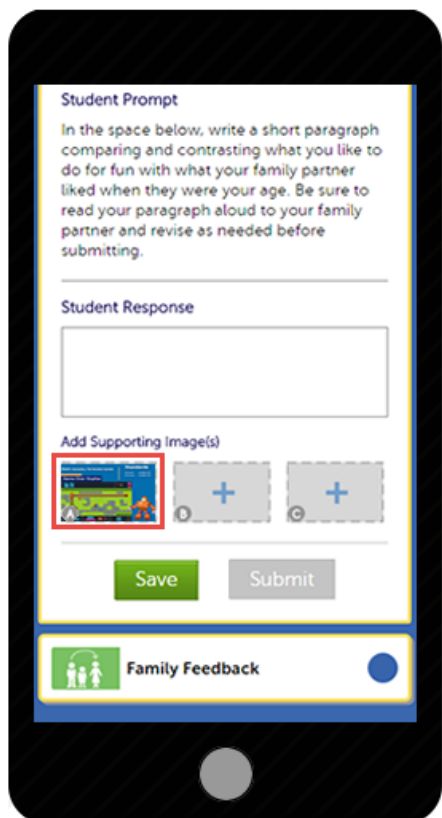 Student Prompt
In the space below, write a short paragraph
comparing and contrasting what you like to
do for fun with what your family partner
liked when they were your age. Be sure to
read your paragraph aloud to your family
partner and revise as needed before
submitting.
Student Response
Add Supporting Image(s)
A
B
C
Save
Submit
Family Feedback